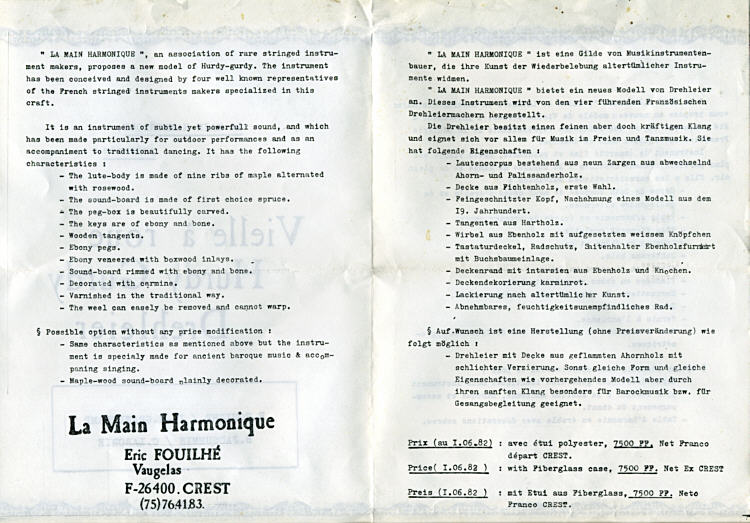 " LA MAIN HARMONIQUE ", an association of rare stringed instru-
ment makers, proposes a new model of Hurdy-gurdy. The instrument
has been conceived and designed by four well known representatives
of the French stringed instruments makers specialized in this
craft.
It is an instrument of subtle yet powerfull sound, and which
has been made particularly for outdoor performances and as an
accompaniment to traditional dancing. It has the following
characteristics :
- The lute-body is made of nine ribs of maple alternated
with rosewood.
- The sound-board is made of first choice spruce.
- The peg-box is beautifully carved.
- The keys are of ebony and bone.
- Wooden tangents.
- Ebony pegs.
- Ebony veneered with boxwood inlays.
- Sound-board rimmed with ebony and bone.
- Decorated with carmine.
- Varnished in the traditional way.
- The weel can easely be removed and cannot warp.
§ Possible option without any price modification :
- Same characteristics as mentioned above but the instru-
ment is specialy made for ancient baroque music & accom-
paning singing.
- Maple-wood sound-board plainly decorated.
La Main Harmonique
Eric FOUILHÉ
Vaugelas
F-26400.CREST
(75)76.41.83.
" LA MAIN HARMONIQUE " ist eine Gilde von Musikinstrumenten-
bauer, die ihre Kunst der Wiederbelebung altertümlicher Instru-
mente widmen.
" LA MAIN HARMONIQUE " bietet ein neues Modell von Drehleier
an. Dieses Instrument wird von den vier führenden Französischen
Drehleiermachern hergestellt.
Die Drehleier besitzt einen feinen aber doch kräftigen Klang
und eignet sich vor allem für Musik im Freien und Tanzmusik. Sie
hat folgende Eigenschaften :
- Lautencorpus bestehend aus neun Zargen aus abwechselnd
Ahorn- und Palissanderholz.
- Decke aus Fichtenholz, erste Wahl.
- Feingeschnitzter Kopf, Nachahnung eines Modell aus dem
I9. Jahrhundert.
- Tangenten aus Hartholz.
- Wirbel aus Ebenholz mit aufgesetztem weissem Knöpfchen
- Tastaturdeckel, Radschutz, Saitenhalter Ebenholzfurniert
mit Buchsbaumeinlage.
- Deckenrand mit intarsien aus Ebenholz und Knochen.
- Deckendekorierung karminrot.
- Lackierung nach altertümlicher Kunst.
- Abnehmbares, feuchtigkeitsunempfindliches Rad.
§ Auf.Wunsch ist eine Herstellung (ohne Preisveränderung) wie
folgt möglich :
- Drehleier mit Decke aus geflammten Ahornholz mit
schlichter Verzierung. Sonst gleiche Form und gleiche
Eigenschaften wie vorhergehendes Modell aber durch
ihren sanften Klang besonders für Barockmusik bzw. für
Gesangbegleitung geeignet.
Prix (au I.06.82) : avec étui polyester, 7500 FF. Net Franco
départ CREST.
Price( I.06.82 ) : with Fiberglass case, 7500 FF. Net Ex CREST
Preis (I.06.82 ) : mit Etui aus Fiberglass, 7500 FF. Neto
Franco CREST.